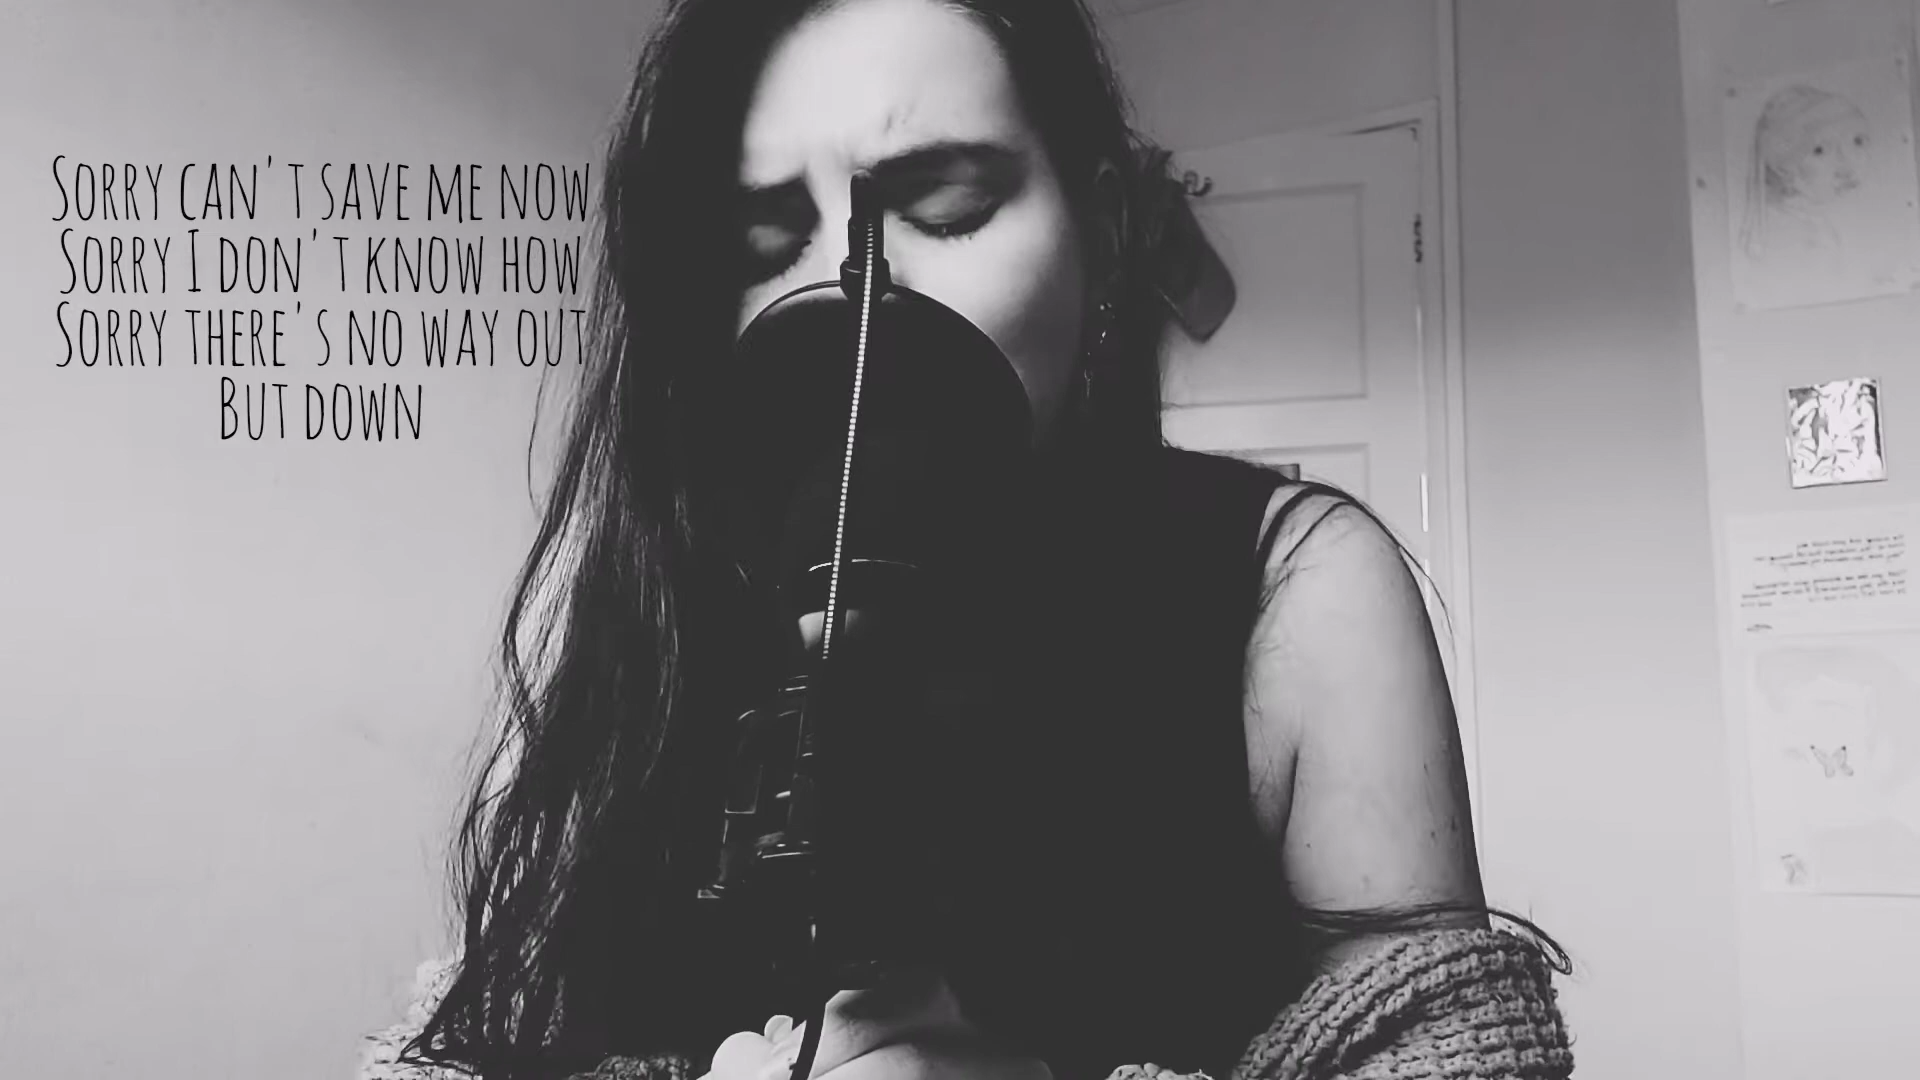 Sorry can't save me now
Sorry I don't know how
Sorry there's no way out
But down